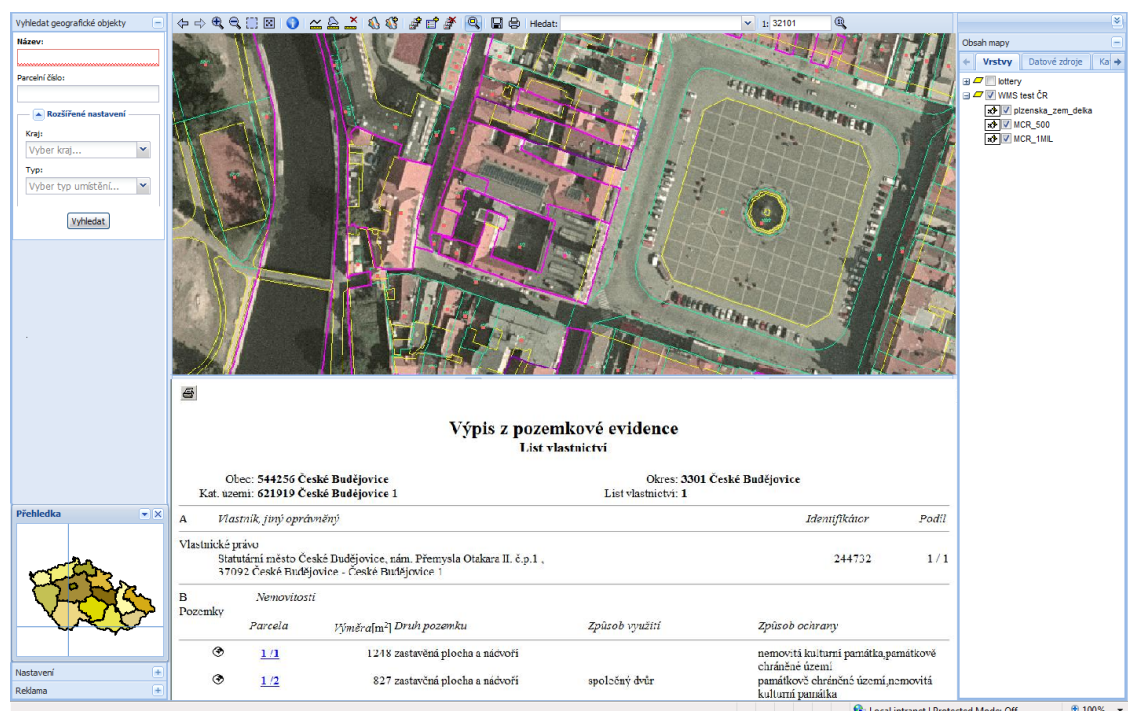 Vyhledat geografické objekty
Název:
Parcelní číslo:
Rozšířené nastavení
Kraj:
Vyber kraj...
Typ:
Vyber typ umístění...
Vyhledat
Hledat:
1: 32101
Obsah mapy
Vrstvy Datové zdroje Ka
lottery
WMS test ČR
plzenska_zem_delka
MCR_500
MCR_1MIL
Výpis z pozemkové evidence
List vlastnictví
Obec: 544256 České Budějovice Okres: 3301 České Budějovice
Kat. uzemi: 621919 České Budějovice 1 List vlastnictví: 1
A Vlastník, jiný oprávněný Identifikátor Podíl
Vlastnické právo
Statutární město České Budějovice, nám. Přemysla Otakara II. č.p.1 , 244732 1 / 1
37092 České Budějovice - České Budějovice 1
B Nemovitosti
Pozemky
Parcela Výměra[m²] Druh pozemku Způsob využití Způsob ochrany
1 /1 1248 zastavěná plocha a nádvoří nemovitá kulturní památka,památkově
chráněné území
1 /2 827 zastavěná plocha a nádvoří společný dvůr památkově chráněné území,nemovitá
kulturní památka
Přehledka
Nastavení
Reklama
Local intranet | Protected Mode: Off 100%